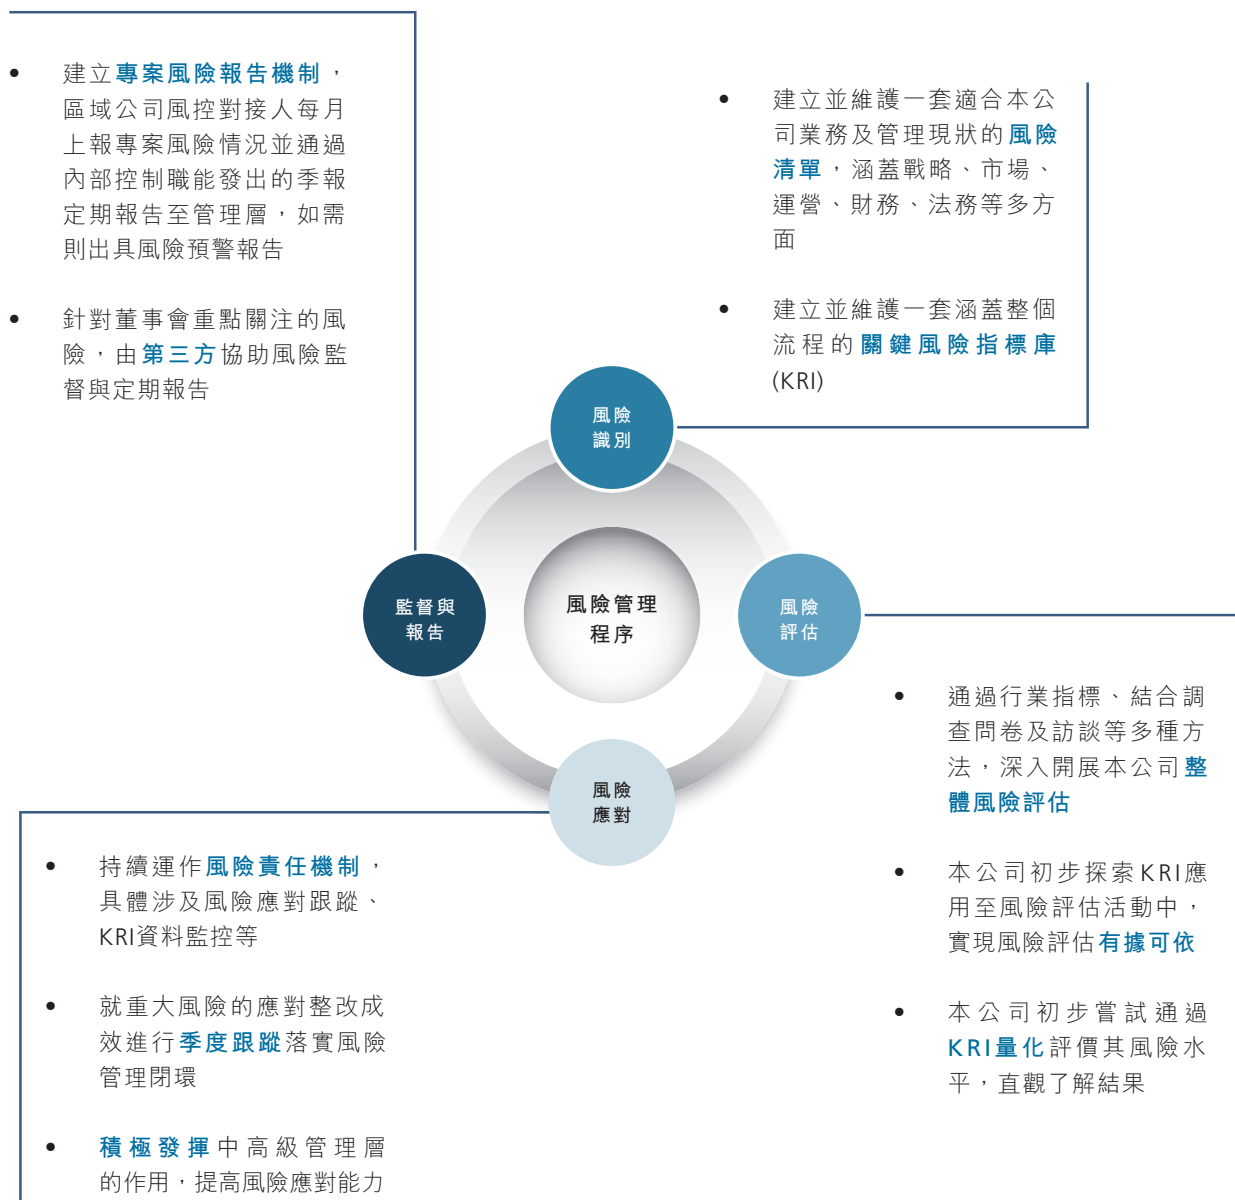 • 建立專案風險報告機制，
區域公司風控對接人每月
上報專案風險情況並通過
內部控制職能發出的季報
定期報告至管理層，如需
則出具風險預警報告
• 針對董事會重點關注的風
險，由第三方協助風險監
督與定期報告
• 建立並維護一套適合本公
司業務及管理現狀的風險
清單，涵蓋戰略、市場、
運營、財務、法務等多方
面
• 建立並維護一套涵蓋整個
流程的關鍵風險指標庫
(KRI)
風險
識別
監督與
報告
風險管理
程序
風險
評估
風險
應對
• 通過行業指標、結合調
查問卷及訪談等多種方
法，深入開展本公司整
體風險評估
• 本公司初步探索KRI應
用至風險評估活動中，
實現風險評估有據可依
• 本公司初步嘗試通過
KRI量化評價其風險水
平，直觀了解結果
• 持續運作風險責任機制，
具體涉及風險應對跟蹤、
KRI資料監控等
• 就重大風險的應對整改成
效進行季度跟蹤落實風險
管理閉環
• 積極發揮中高級管理層
的作用，提高風險應對能力